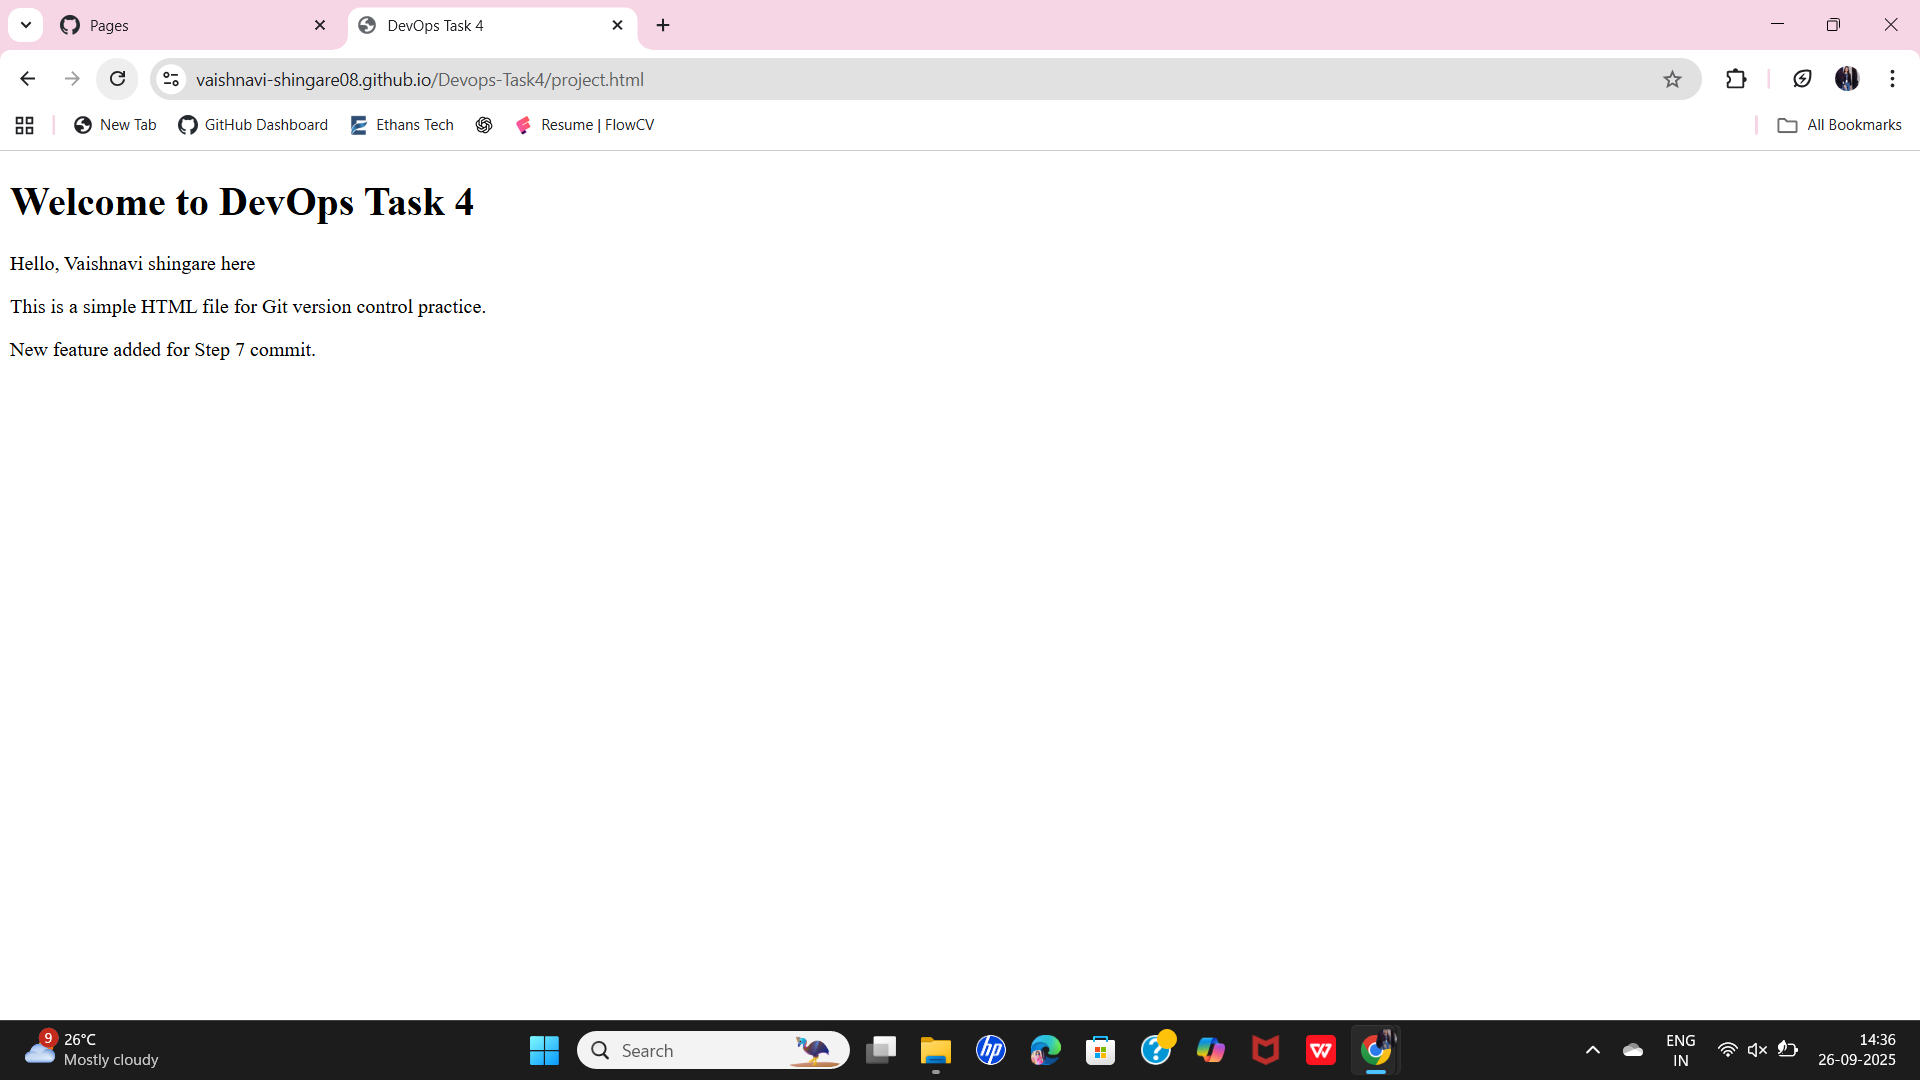 Pages
DevOps Task 4
vaishnavi-shingare08.github.io/Devops-Task4/project.html
New Tab
GitHub Dashboard
Ethans Tech
Resume | FlowCV
All Bookmarks
Welcome to DevOps Task 4
Hello, Vaishnavi shingare here
This is a simple HTML file for Git version control practice.
New feature added for Step 7 commit.
9
26°C
Mostly cloudy
Search
hp
W
ENG
IN
14:36
26-09-2025